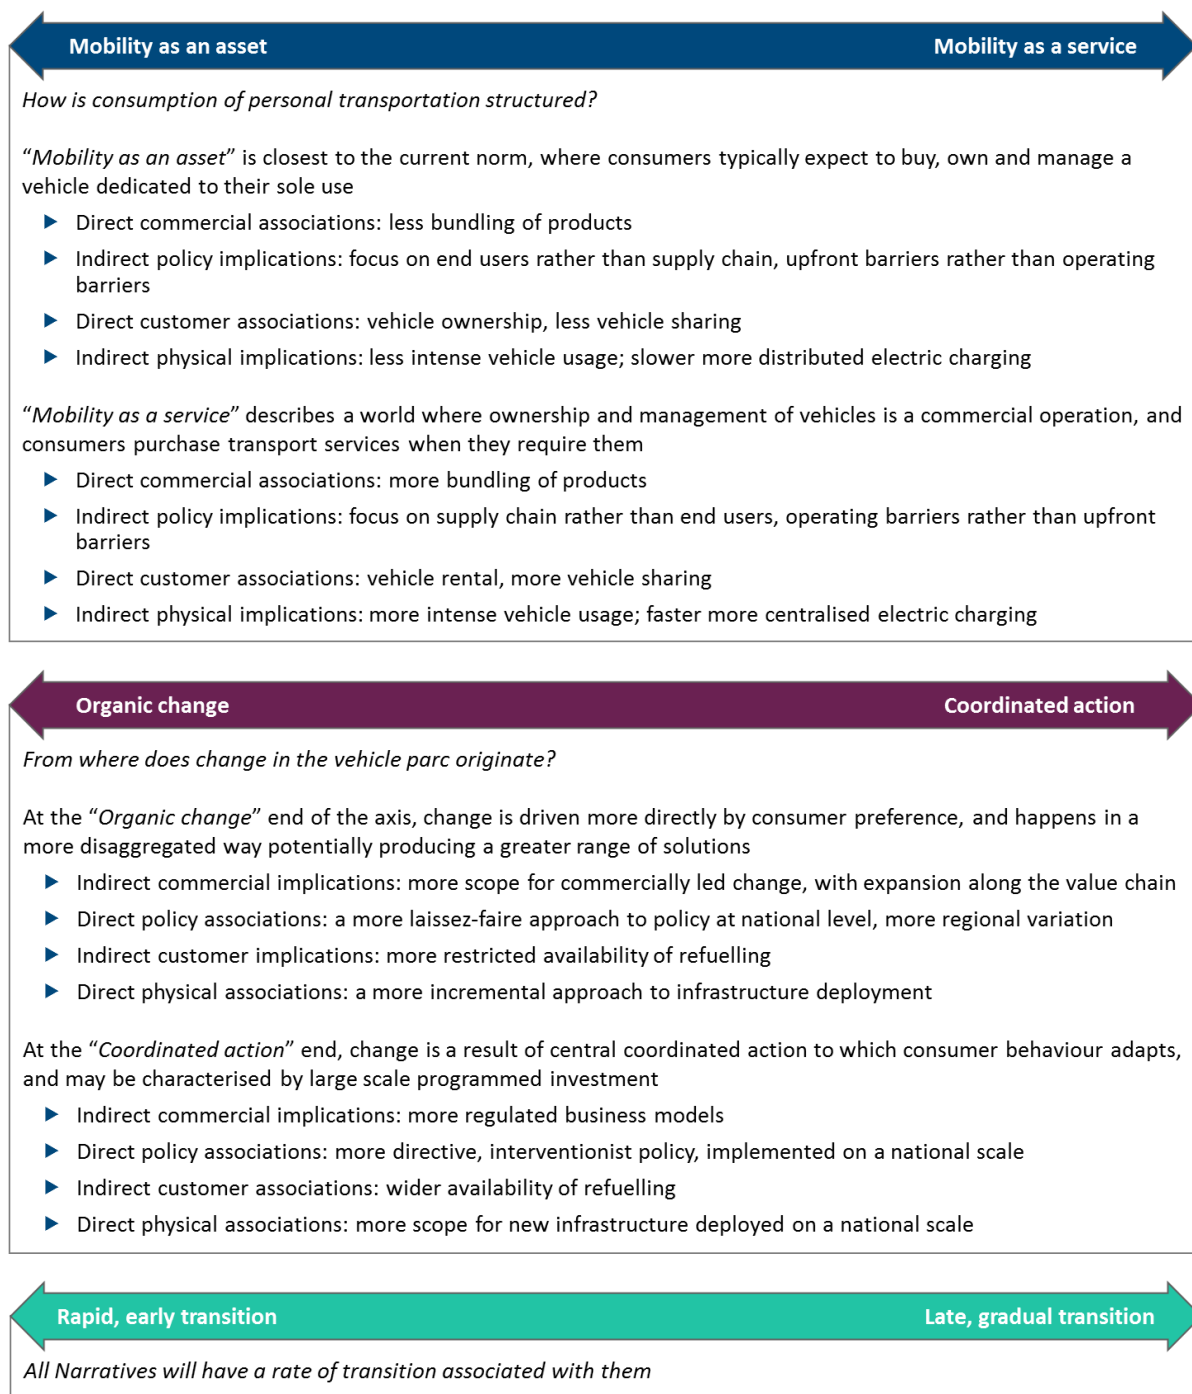 Mobility as an asset
Mobility as a service
How is consumption of personal transportation structured?
“Mobility as an asset” is closest to the current norm, where consumers typically expect to buy, own and manage a
vehicle dedicated to their sole use
Direct commercial associations: less bundling of products
Indirect policy implications: focus on end users rather than supply chain, upfront barriers rather than operating
barriers
Direct customer associations: vehicle ownership, less vehicle sharing
Indirect physical implications: less intense vehicle usage; slower more distributed electric charging
“Mobility as a service” describes a world where ownership and management of vehicles is a commercial operation, and
consumers purchase transport services when they require them
Direct commercial associations: more bundling of products
Indirect policy implications: focus on supply chain rather than end users, operating barriers rather than upfront
barriers
Direct customer associations: vehicle rental, more vehicle sharing
Indirect physical implications: more intense vehicle usage; faster more centralised electric charging
Organic change
Coordinated action
From where does change in the vehicle parc originate?
At the “Organic change” end of the axis, change is driven more directly by consumer preference, and happens in a
more disaggregated way potentially producing a greater range of solutions
Indirect commercial implications: more scope for commercially led change, with expansion along the value chain
Direct policy associations: a more laissez-faire approach to policy at national level, more regional variation
Indirect customer implications: more restricted availability of refuelling
Direct physical associations: a more incremental approach to infrastructure deployment
At the “Coordinated action” end, change is a result of central coordinated action to which consumer behaviour adapts,
and may be characterised by large scale programmed investment
Indirect commercial implications: more regulated business models
Direct policy associations: more directive, interventionist policy, implemented on a national scale
Indirect customer associations: wider availability of refuelling
Direct physical associations: more scope for new infrastructure deployed on a national scale
Rapid, early transition
Late, gradual transition
All Narratives will have a rate of transition associated with them